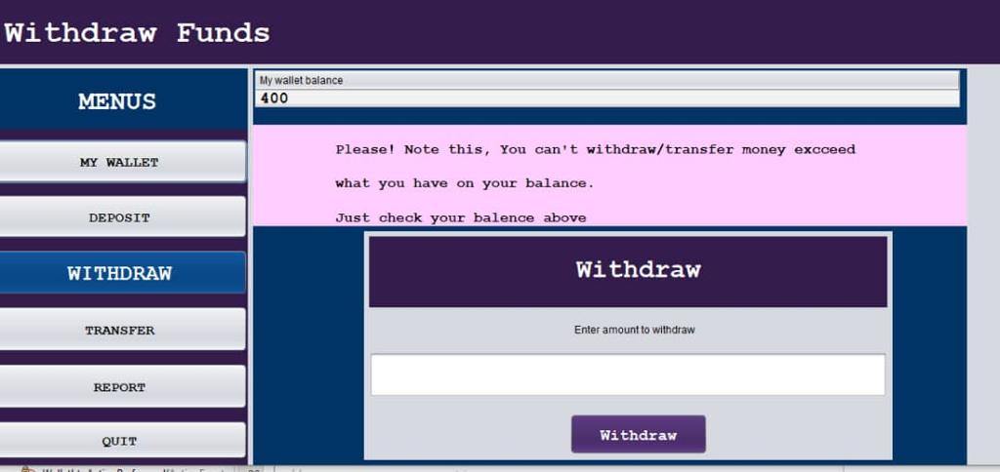 Withdraw Funds
MENUS
MY WALLET
DEPOSIT
WITHDRAW
TRANSFER
REPORT
QUIT
My wallet balance
400
Please! Note this, You can't withdraw/transfer money excceed
what you have on your balance.
Just check your balence above
Withdraw
Enter amount to withdraw
Withdraw